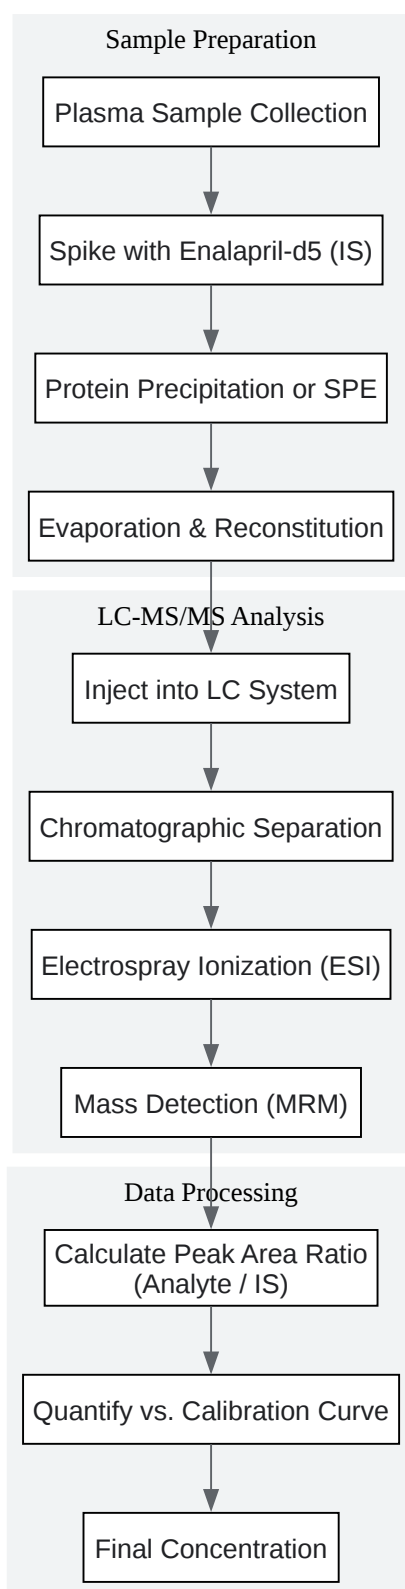 Sample Preparation
Plasma Sample Collection
Spike with Enalapril-d5 (IS)
Protein Precipitation or SPE
Evaporation & Reconstitution
LC-MS/MS Analysis
Inject into LC System
Chromatographic Separation
Electrospray Ionization (ESI)
Mass Detection (MRM)
Data Processing
Calculate Peak Area Ratio
(Analyte / IS)
Quantify vs. Calibration Curve
Final Concentration